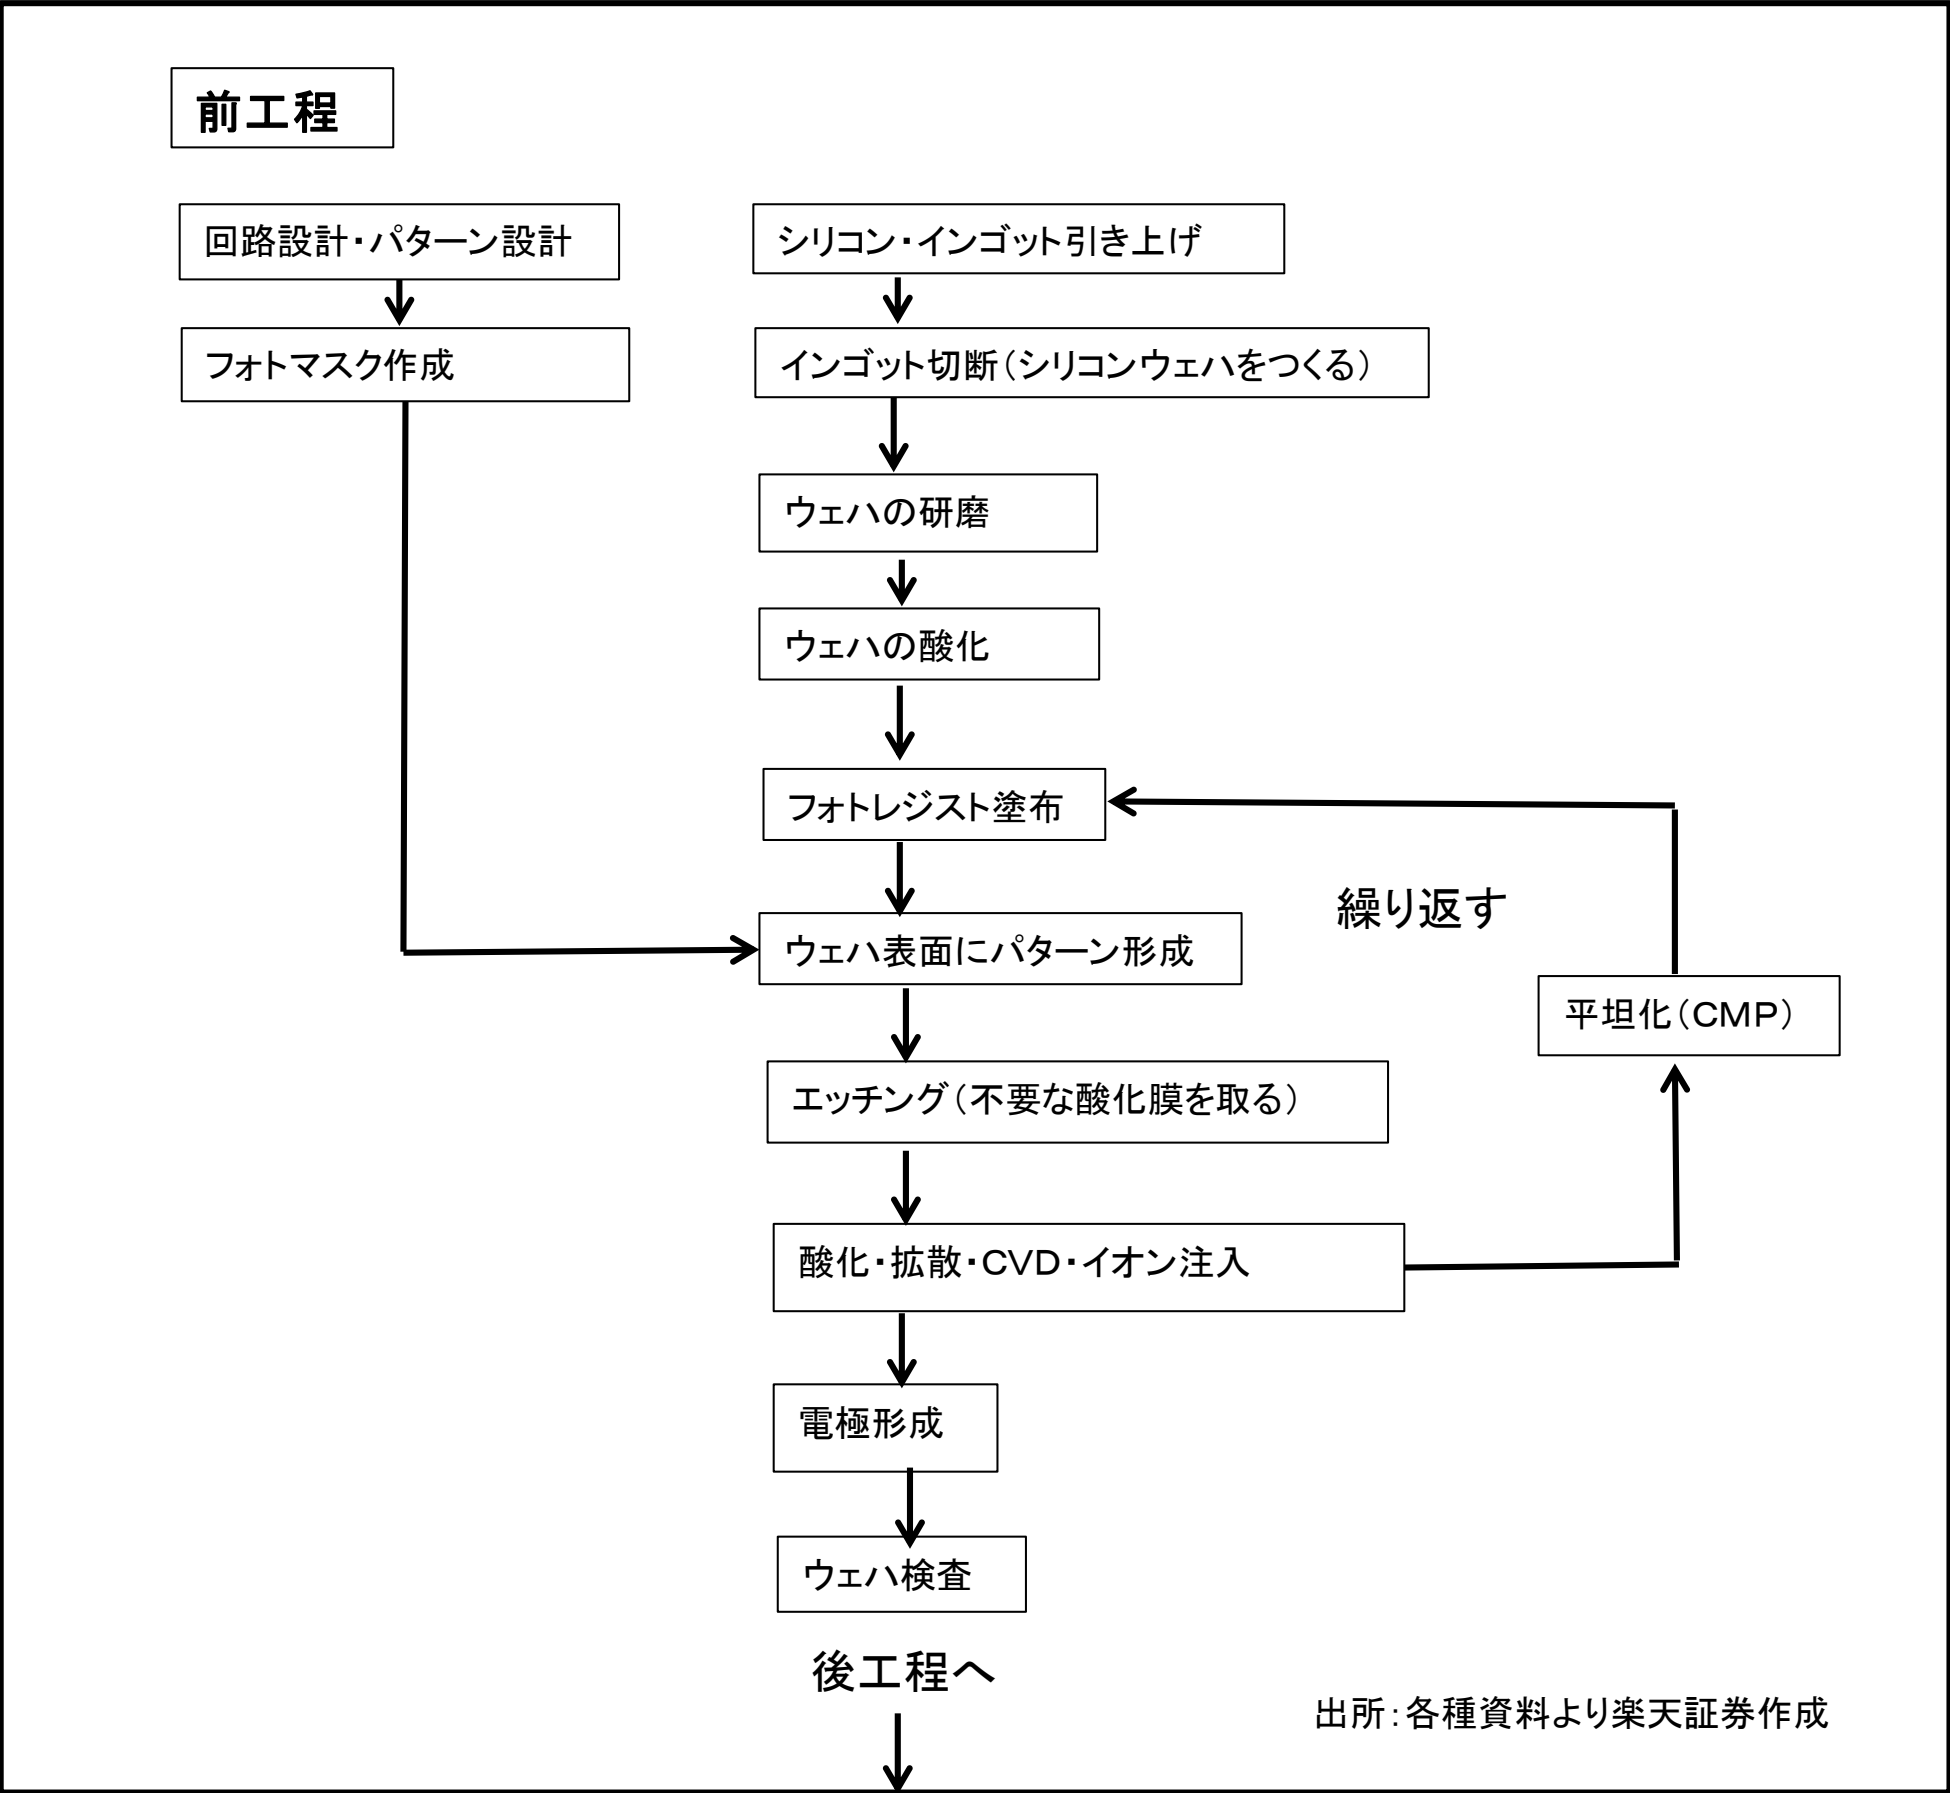 前工程
回路設計・パターン設計
シリコン・インゴット引き上げ
フォトマスク作成
インゴット切断（シリコンウェハをつくる）
ウェハの研磨
ウェハの酸化
フォトレジスト塗布
繰り返す
ウェハ表面にパターン形成
平坦化（CMP）
エッチング（不要な酸化膜を取る）
酸化・拡散・CVD・イオン注入
電極形成
ウェハ検査
後工程へ
出所：各種資料より楽天証券作成